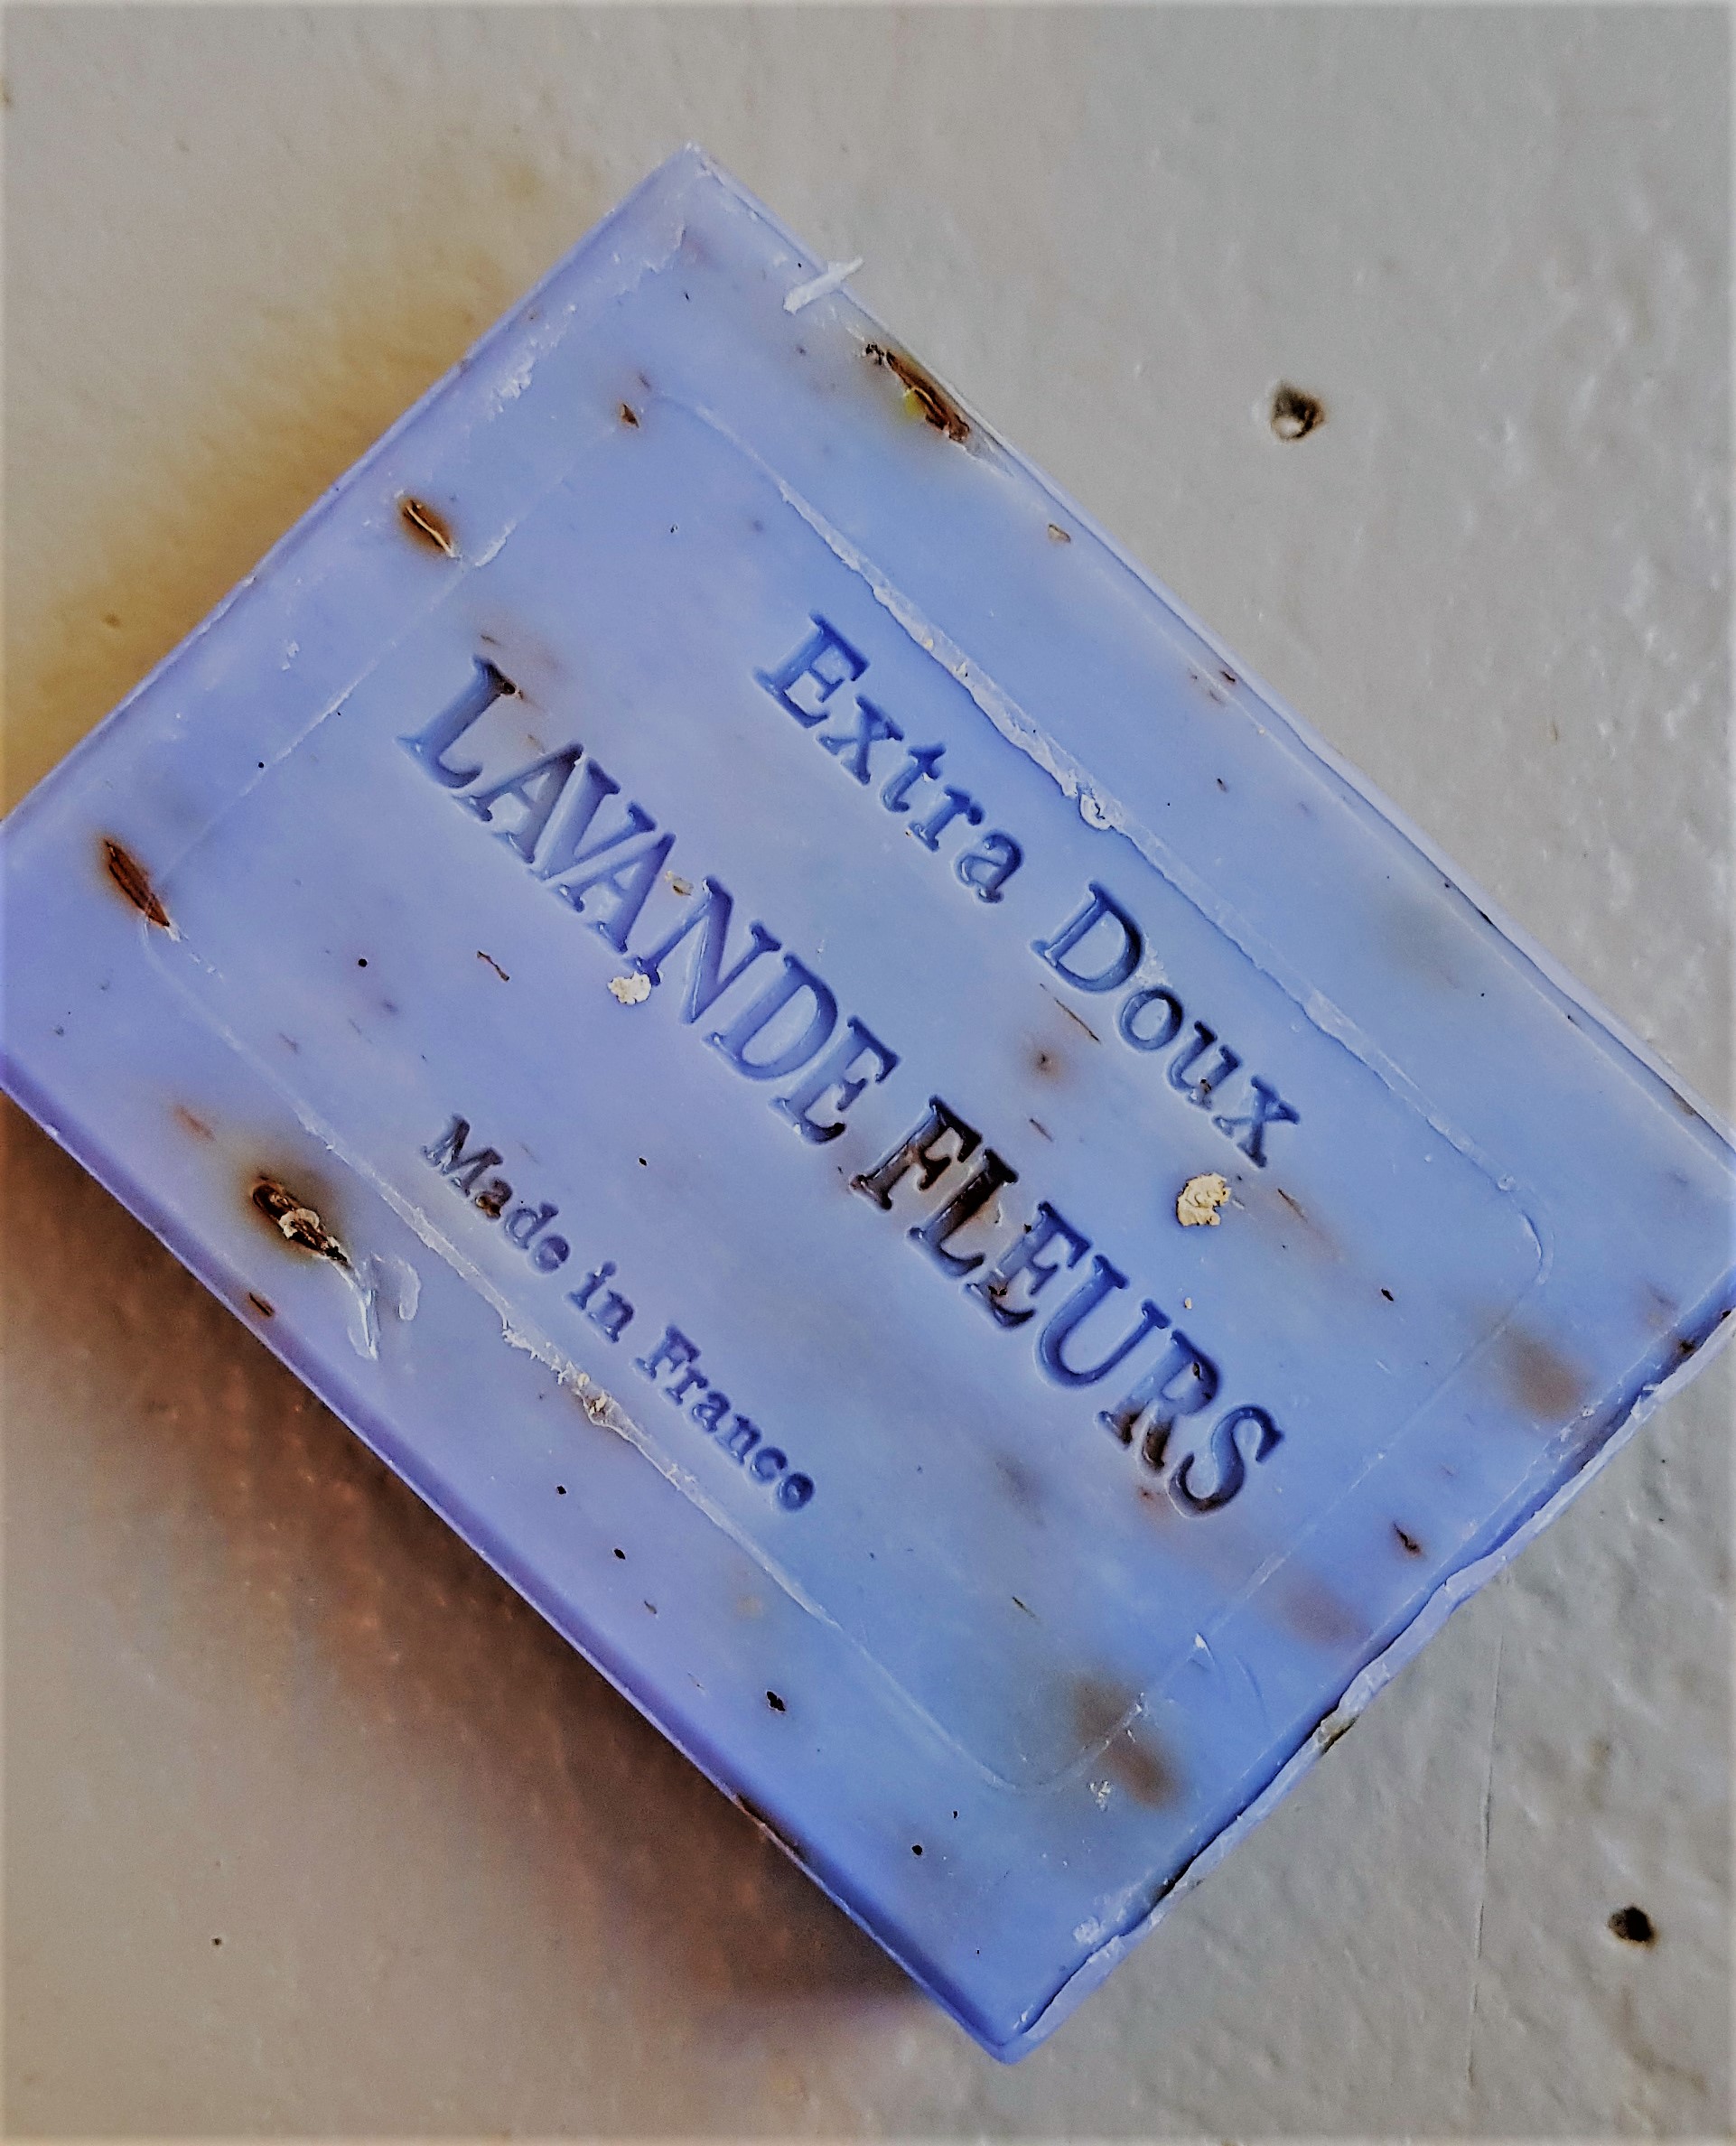 Extra Doux
LAVANDE FLEURS
Made in France